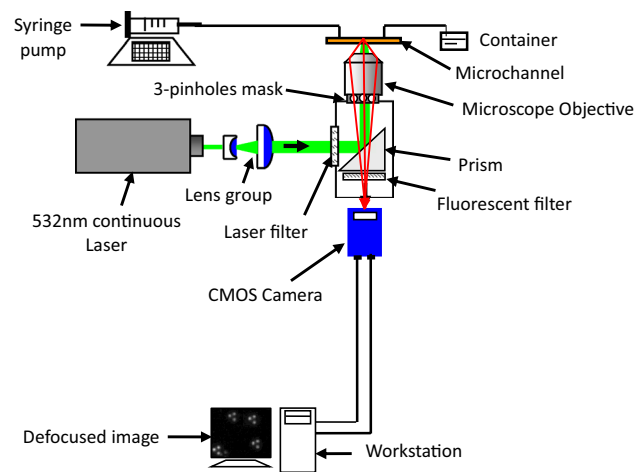 Syringe
pump
Container
Microchannel
3-pinholes mask
Microscope Objective
Prism
Lens group
Fluorescent filter
532nm continuous
Laser
Laser filter
CMOS Camera
Defocused image
Workstation